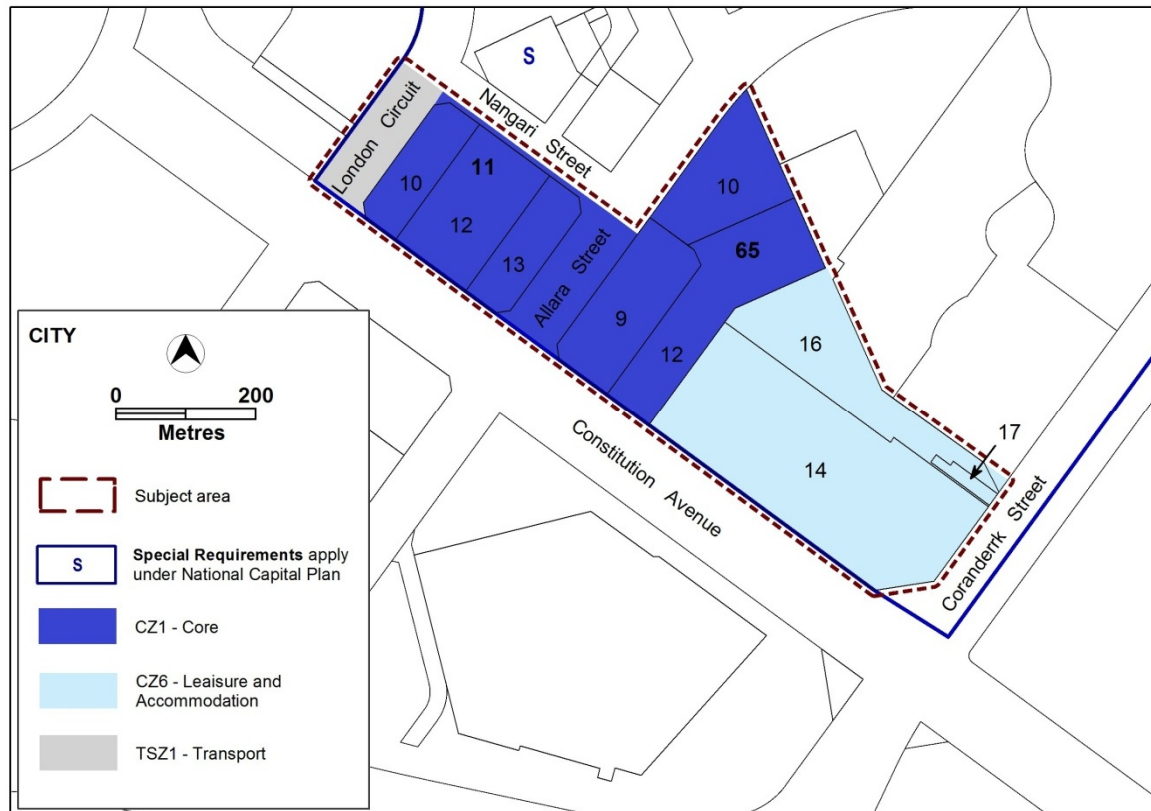 S
London Circuit
Nangari Street
10
11
12
13
Allara Street
10
65
9
12
16
14
17
Constitution Avenue
Coranderrk Street
CITY
0 200
Metres
Subject area
S
Special Requirements apply
under National Capital Plan
CZ1 - Core
CZ6 - Leaisure and
Accommodation
TSZ1 - Transport